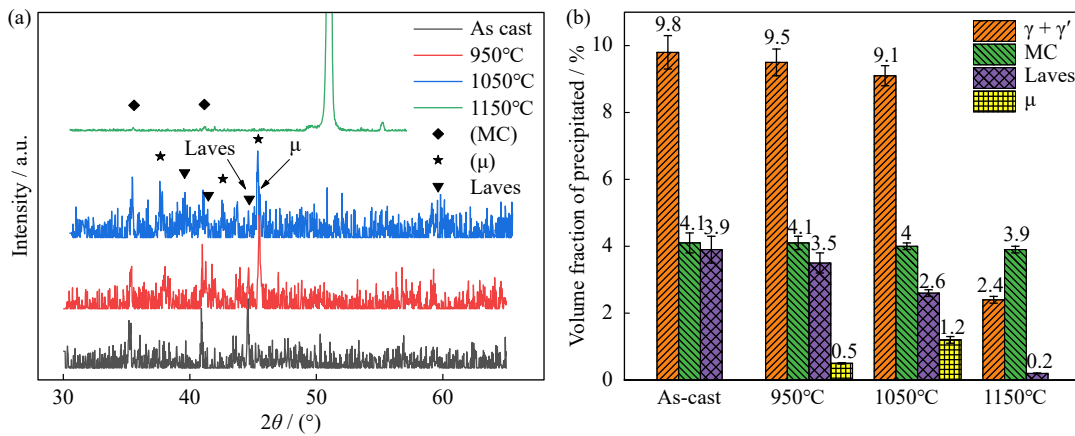 (a)
Intensity / a.u.
As cast
950℃
1050℃
1150℃
(MC)
(μ)
Laves
Laves
μ
30 40 50 60
2θ / (°)
(b)
Volume fraction of precipitated / %
10
8
6
4
2
0
γ + γ′
MC
Laves
μ
9.8 4.1 3.9
9.5 4.1 3.5 0.5
9.1 4 2.6 1.2
2.4 3.9 0.2
As-cast 950℃ 1050℃ 1150℃